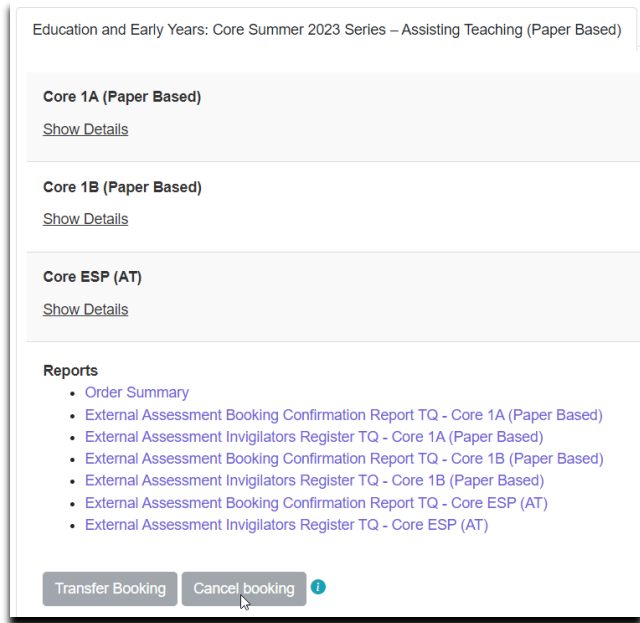 Education and Early Years: Core Summer 2023 Series – Assisting Teaching (Paper Based)
Core 1A (Paper Based)
Show Details
Core 1B (Paper Based)
Show Details
Core ESP (AT)
Show Details
Reports
• Order Summary
• External Assessment Booking Confirmation Report TQ - Core 1A (Paper Based)
• External Assessment Invigilators Register TQ - Core 1A (Paper Based)
• External Assessment Booking Confirmation Report TQ - Core 1B (Paper Based)
• External Assessment Invigilators Register TQ - Core 1B (Paper Based)
• External Assessment Booking Confirmation Report TQ - Core ESP (AT)
• External Assessment Invigilators Register TQ - Core ESP (AT)
Transfer Booking Cancel booking i